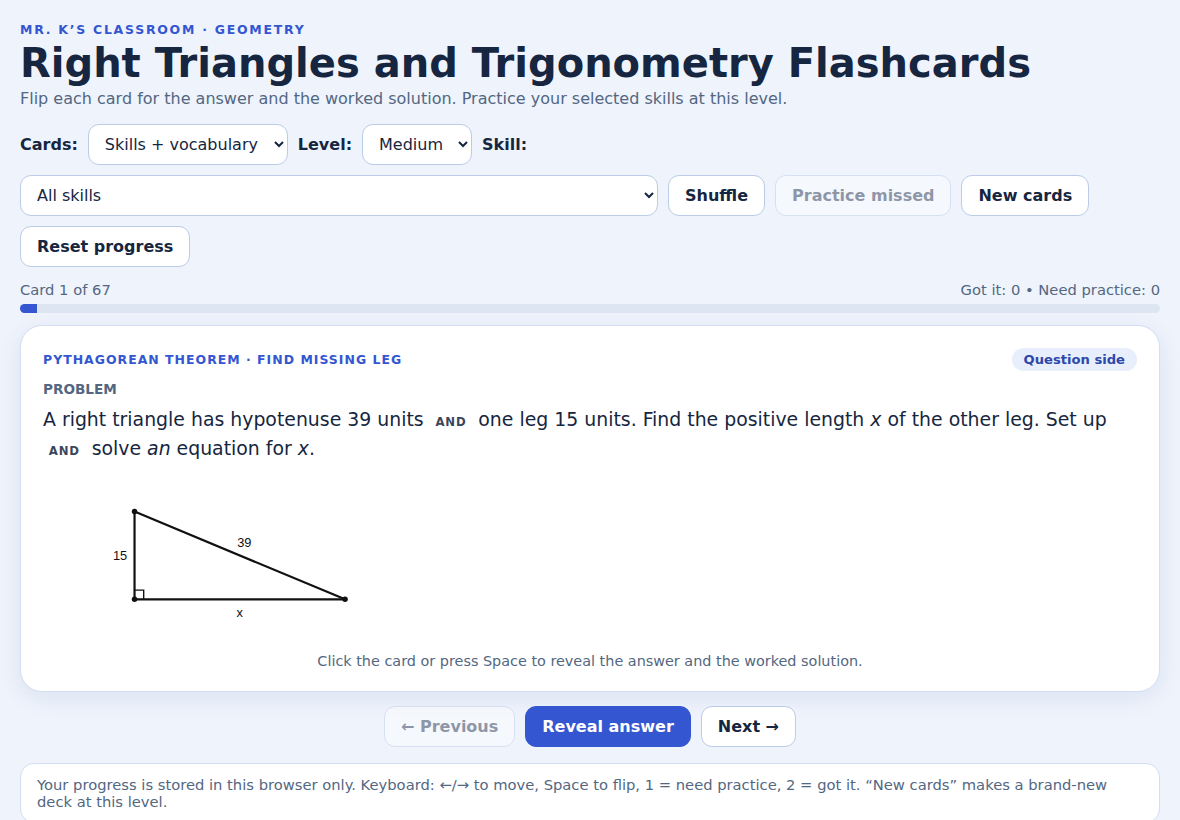 MR. K’S CLASSROOM · GEOMETRY
Right Triangles and Trigonometry Flashcards
Flip each card for the answer and the worked solution. Practice your selected skills at this level.
Cards: Skills + vocabulary Level: Medium Skill:
All skills Shuffle Practice missed New cards
Reset progress
Card 1 of 67 Got it: 0 • Need practice: 0
PYTHAGOREAN THEOREM · FIND MISSING LEG Question side
PROBLEM
A right triangle has hypotenuse 39 units AND one leg 15 units. Find the positive length x of the other leg. Set up
AND solve an equation for x.
39
15
x
Click the card or press Space to reveal the answer and the worked solution.
← Previous Reveal answer Next →
Your progress is stored in this browser only. Keyboard: ←/→ to move, Space to flip, 1 = need practice, 2 = got it. “New cards” makes a brand-new
deck at this level.